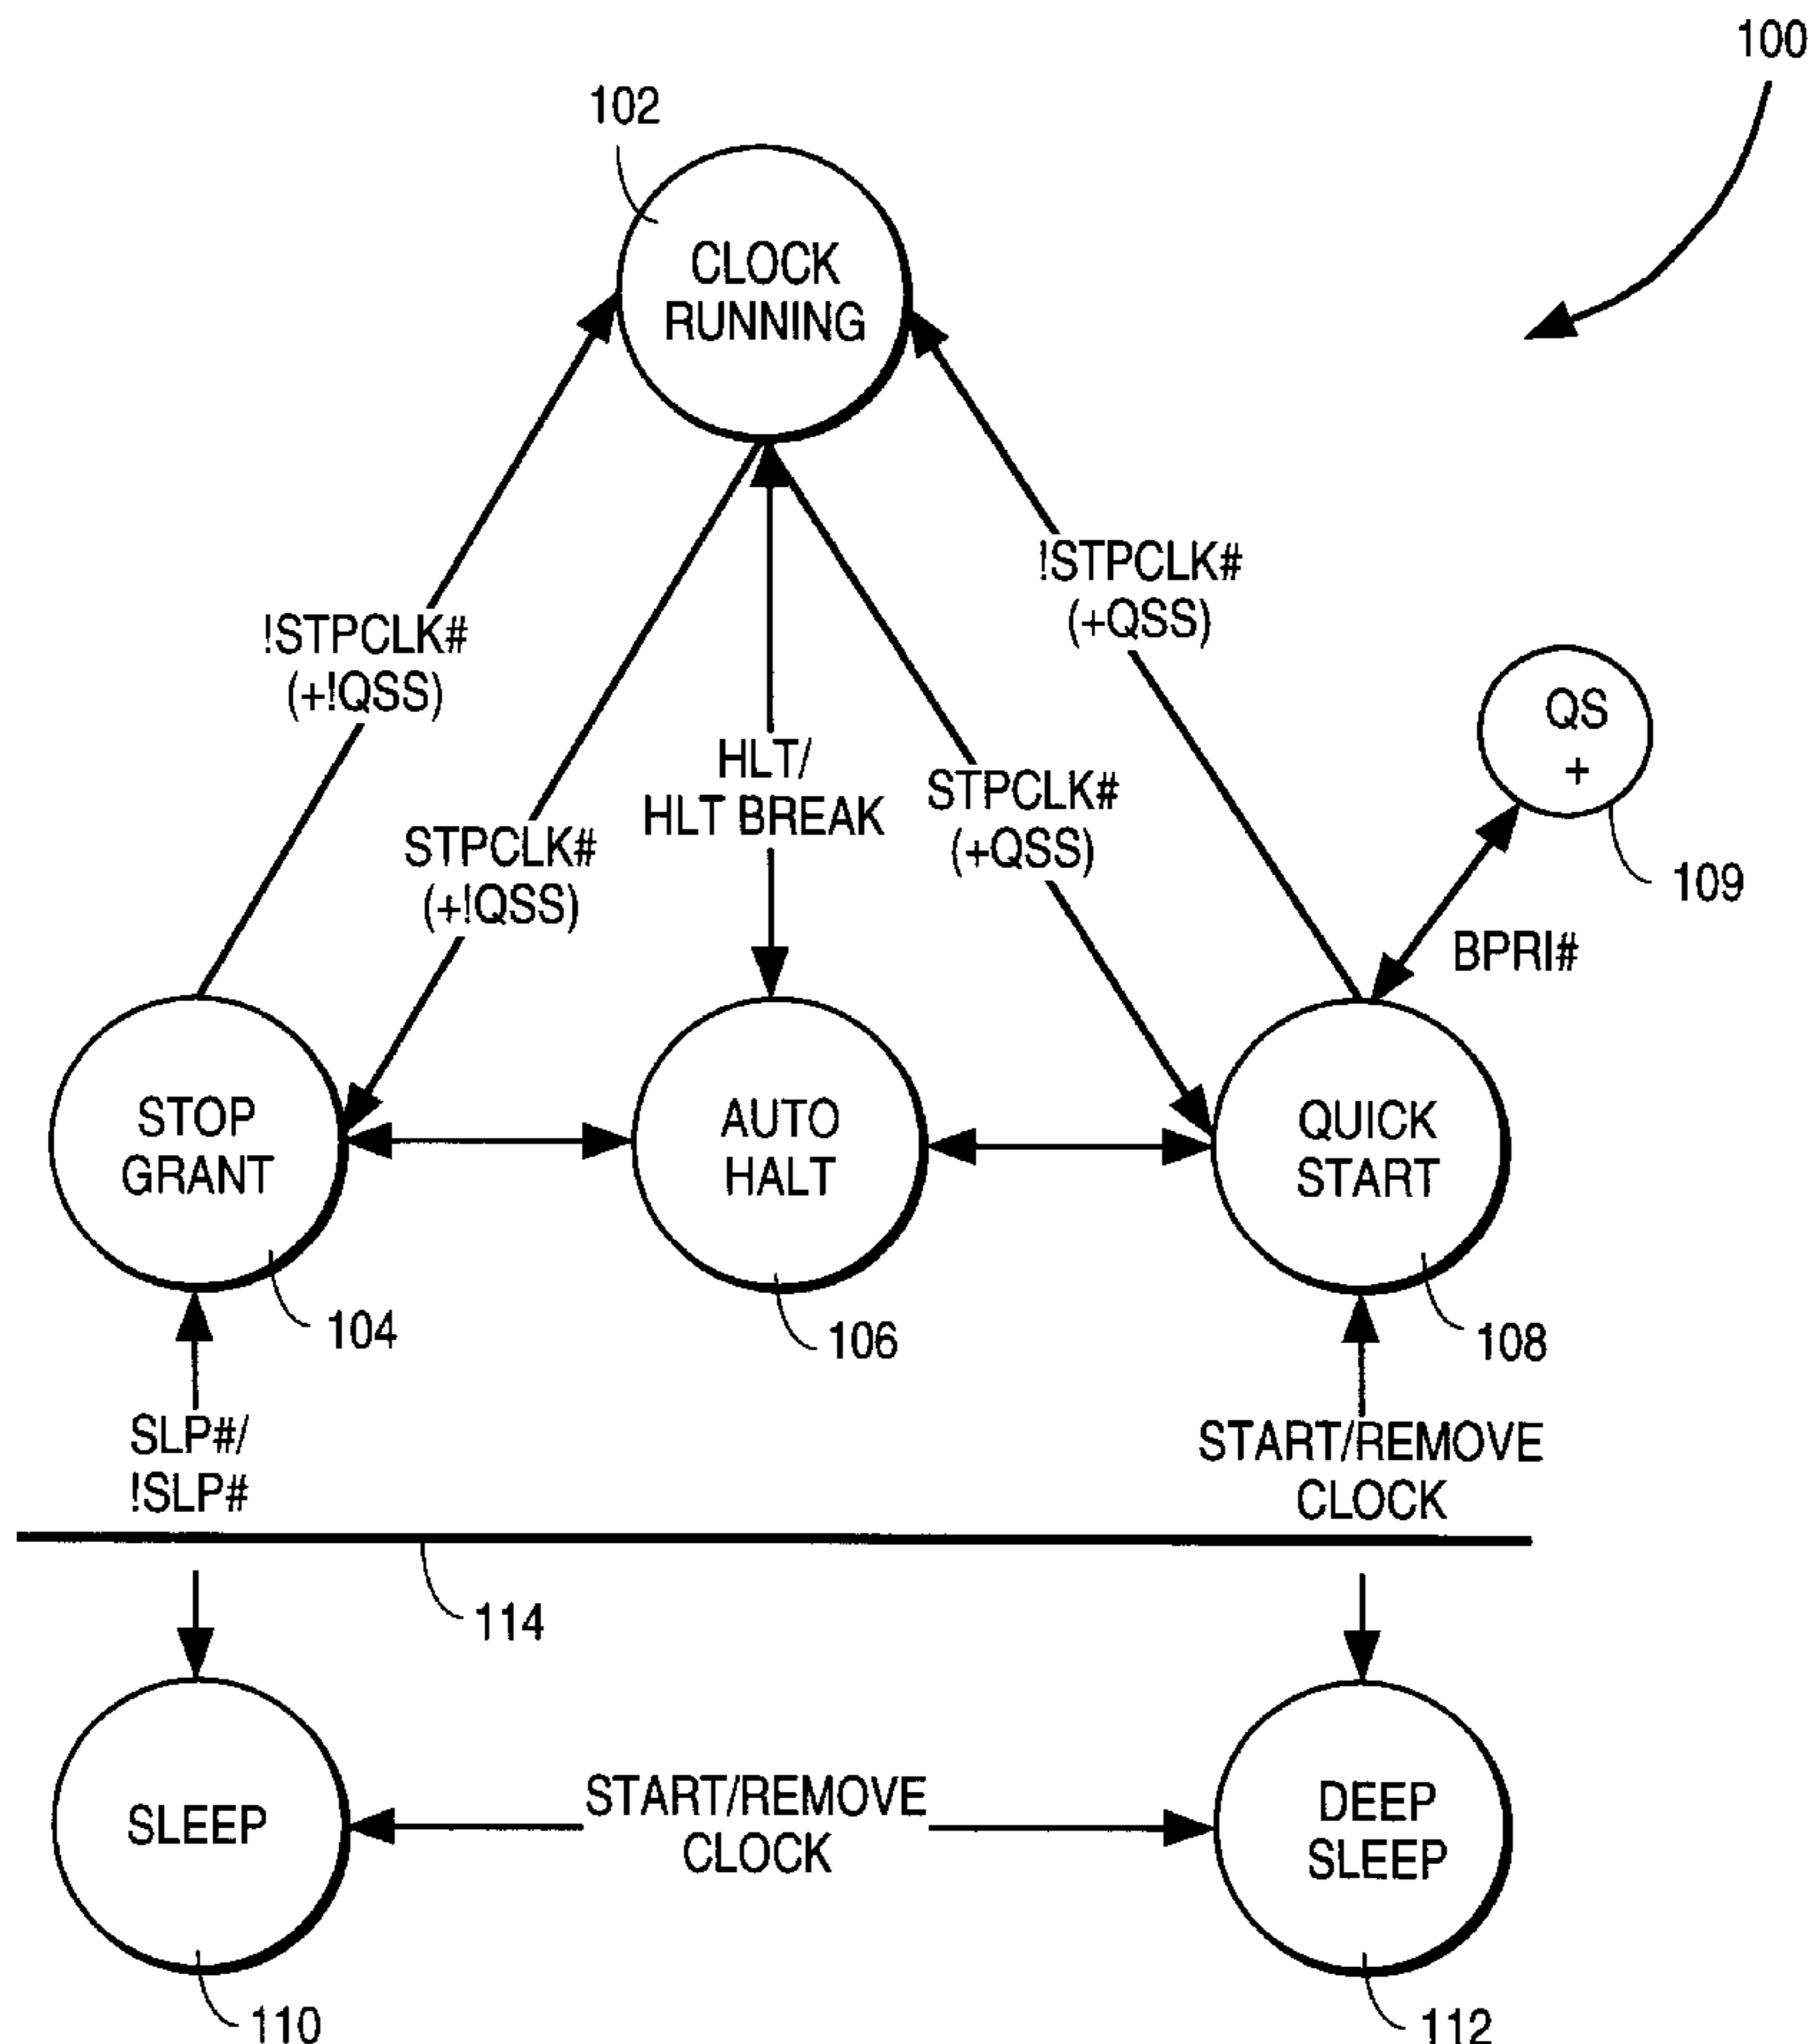 100
102
CLOCK
RUNNING
!STPCLK#
(+QSS)
!STPCLK#
(+!QSS)
QS
+
HLT/
HLT BREAK
STPCLK#
(+QSS)
STPCLK#
(+!QSS)
109
BPRI#
STOP
GRANT
AUTO
HALT
QUICK
START
104
106
108
SLP#/
!SLP#
START/REMOVE
CLOCK
114
SLEEP
START/REMOVE
CLOCK
DEEP
SLEEP
110
112